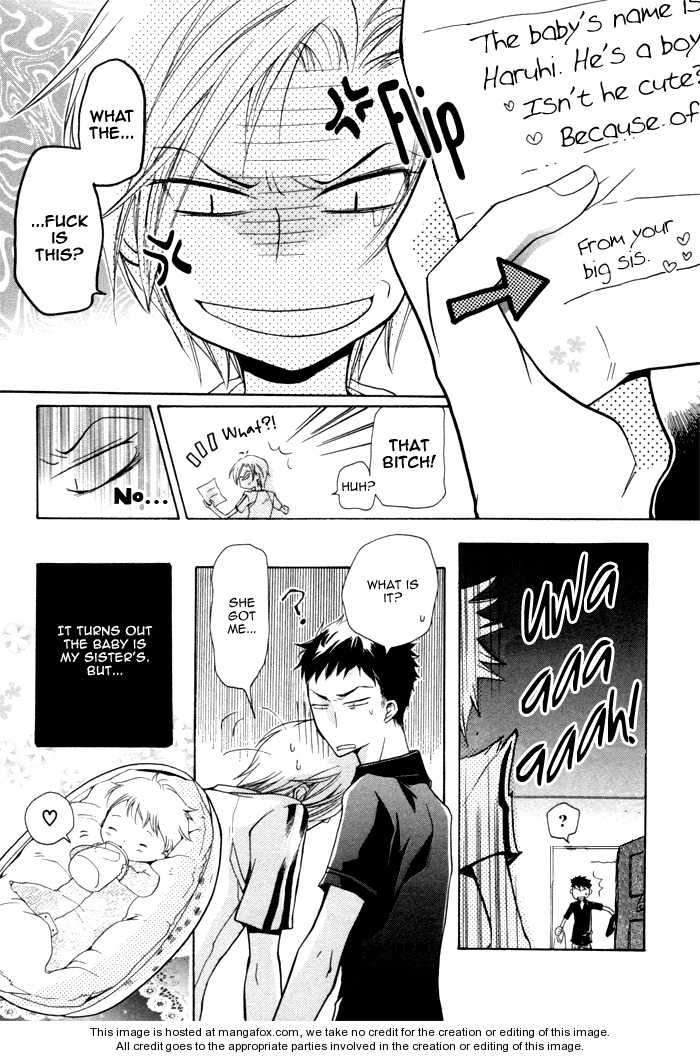 The baby's name is
Haruhi. He's a boy
Isn't he cute?
Because of
From your
big sis.
Flip
WHAT
THE...
...FUCK
IS
THIS?
THAT
BITCH!
HUH?
What?!
No...
UWA
aaa
aaah!
?
WHAT IS
IT?
?
SHE
GOT
ME...
IT TURNS OUT
THE BABY IS
MY SISTER'S.
BUT...
This image is hosted at mangafox.com, we take no credit for the creation or editing of this image.
All credit goes to the appropriate parties involved in the creation or editing of this image.